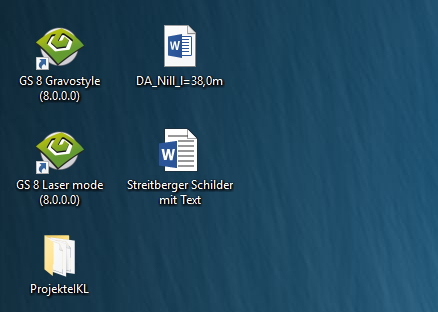 GS 8 Gravostyle
(8.0.0.0)
DA_Nill_l=38,0m
GS 8 Laser mode
(8.0.0.0)
Streitberger Schilder
mit Text
ProjekteIKL